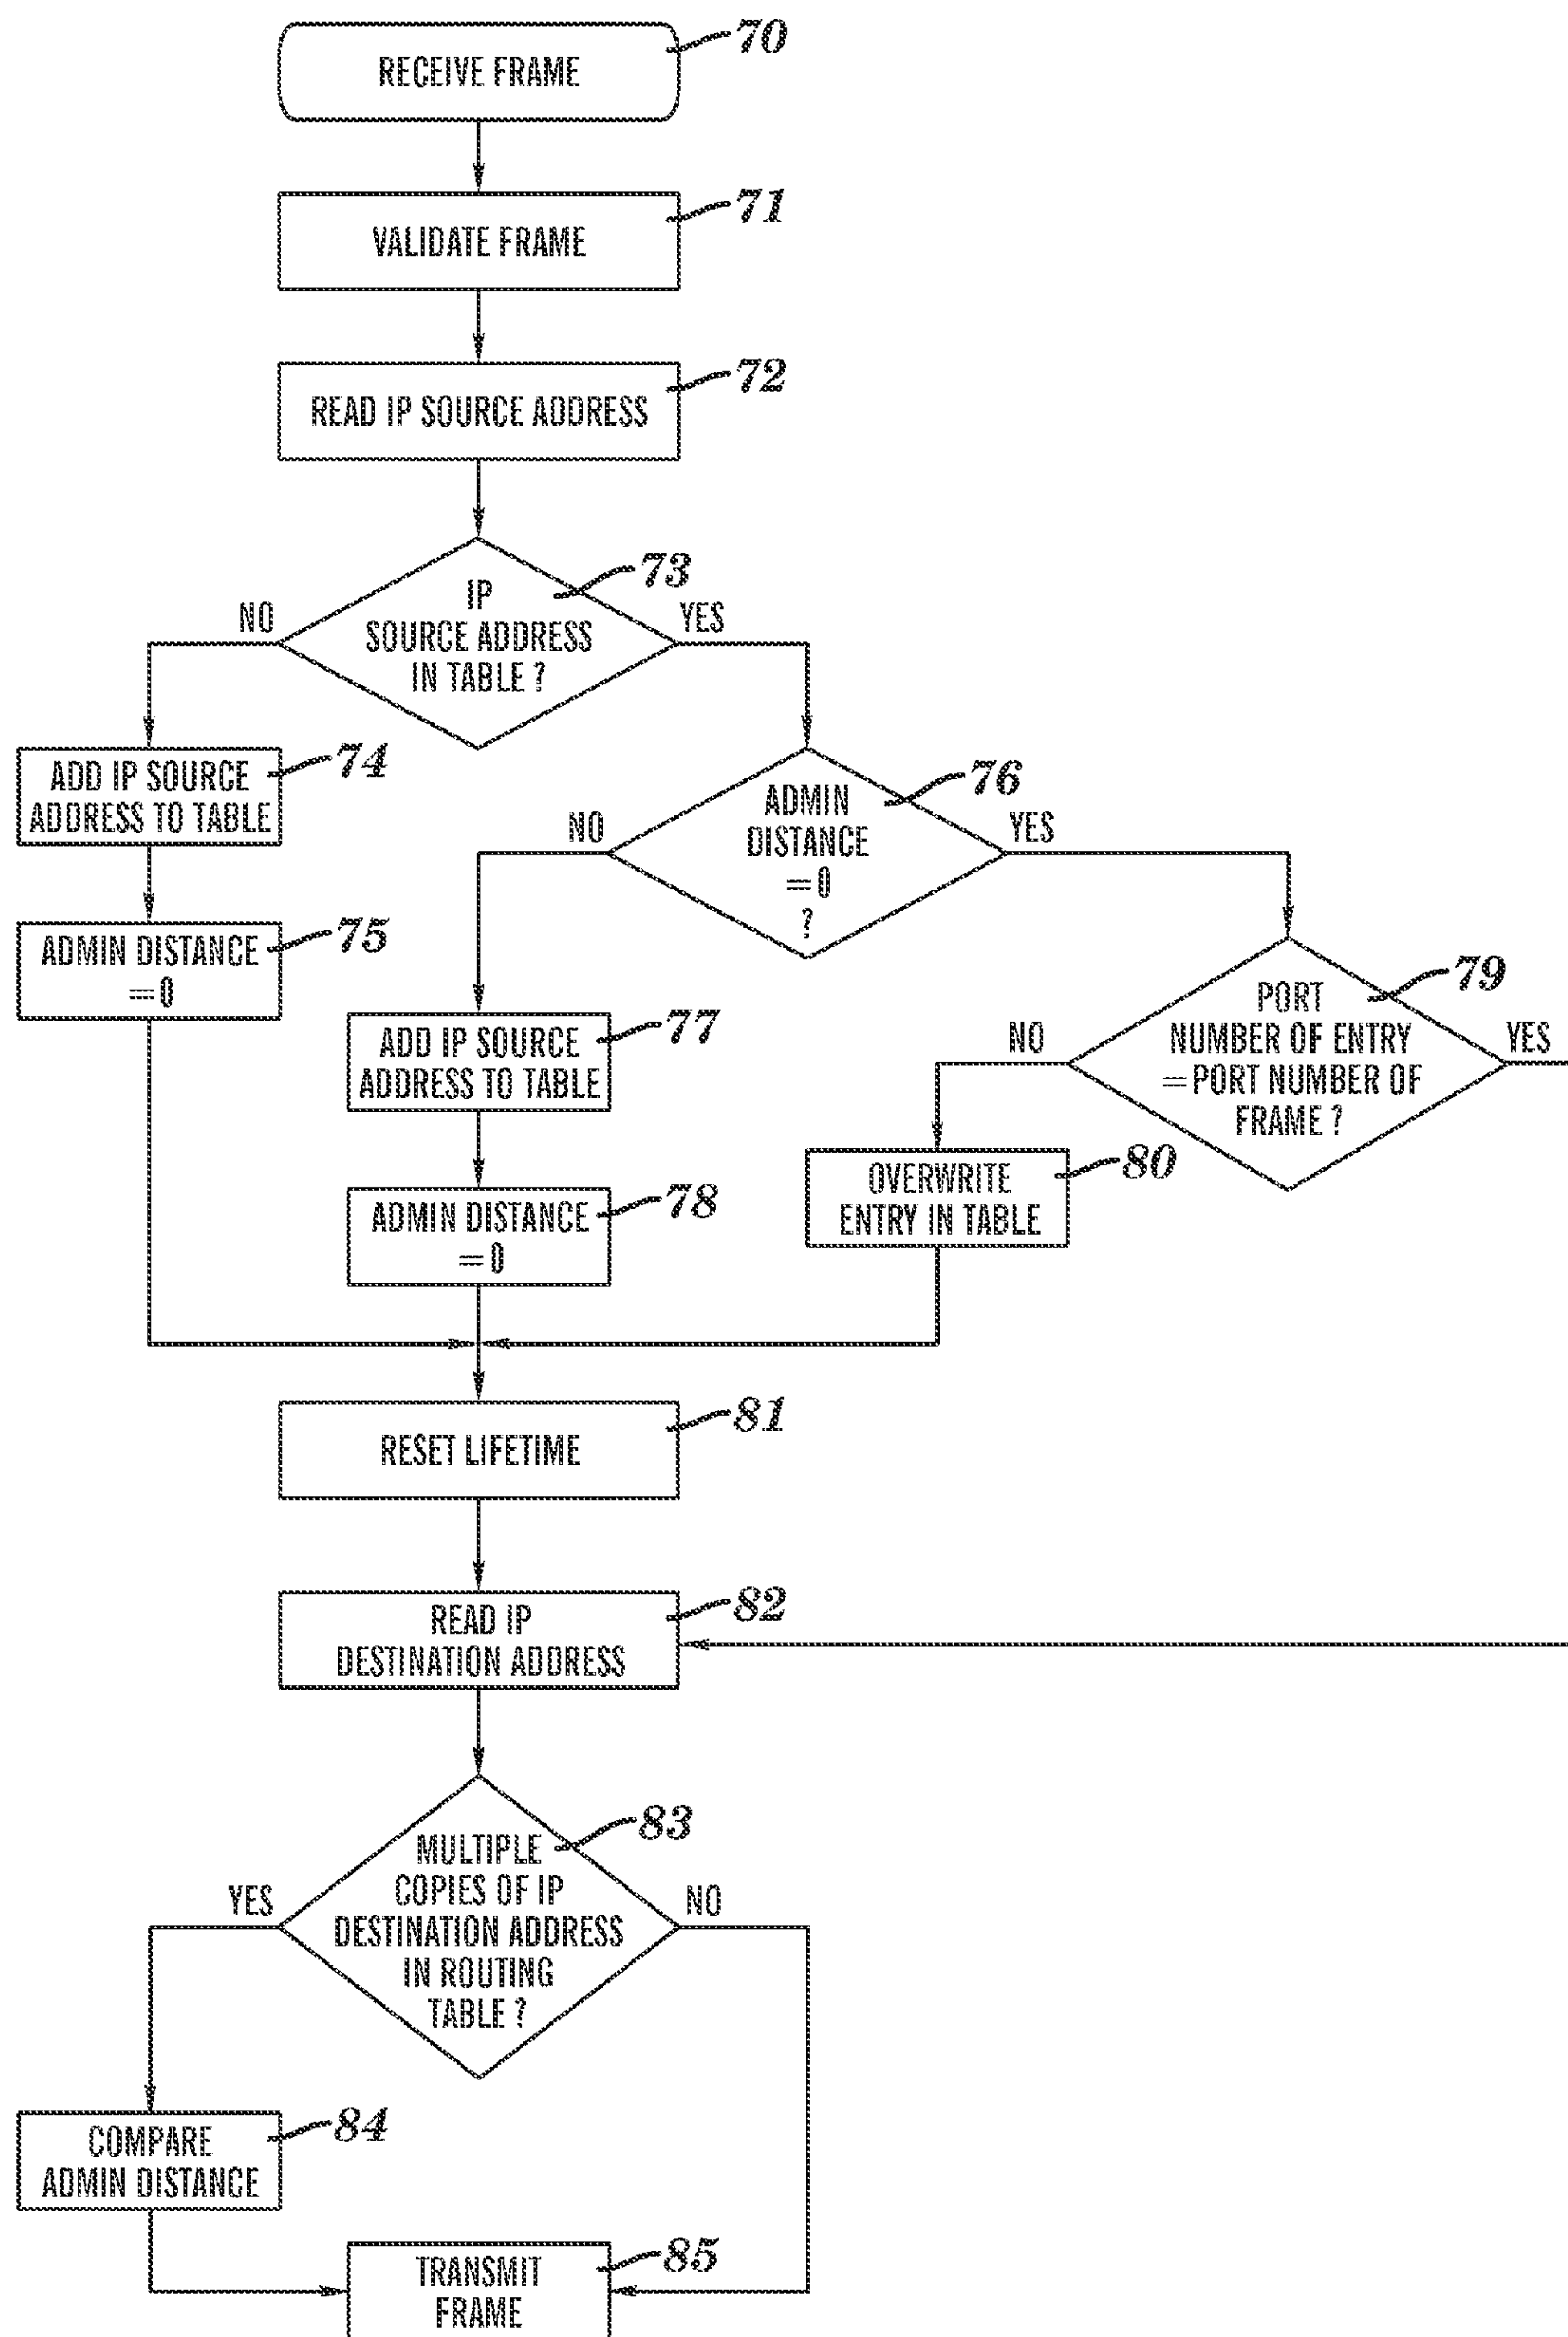 70
RECEIVE FRAME
71
VALIDATE FRAME
72
READ IP SOURCE ADDRESS
73
IP
SOURCE ADDRESS
IN TABLE ?
NO
YES
74
ADD IP SOURCE
ADDRESS TO TABLE
75
ADMIN DISTANCE
= 0
76
ADMIN
DISTANCE
= 0
?
NO
YES
77
ADD IP SOURCE
ADDRESS TO TABLE
78
ADMIN DISTANCE
= 0
79
PORT
NUMBER OF ENTRY
= PORT NUMBER OF
FRAME ?
NO
YES
80
OVERWRITE
ENTRY IN TABLE
81
RESET LIFETIME
82
READ IP
DESTINATION ADDRESS
83
MULTIPLE
COPIES OF IP
DESTINATION ADDRESS
IN ROUTING
TABLE ?
YES
NO
84
COMPARE
ADMIN DISTANCE
85
TRANSMIT
FRAME